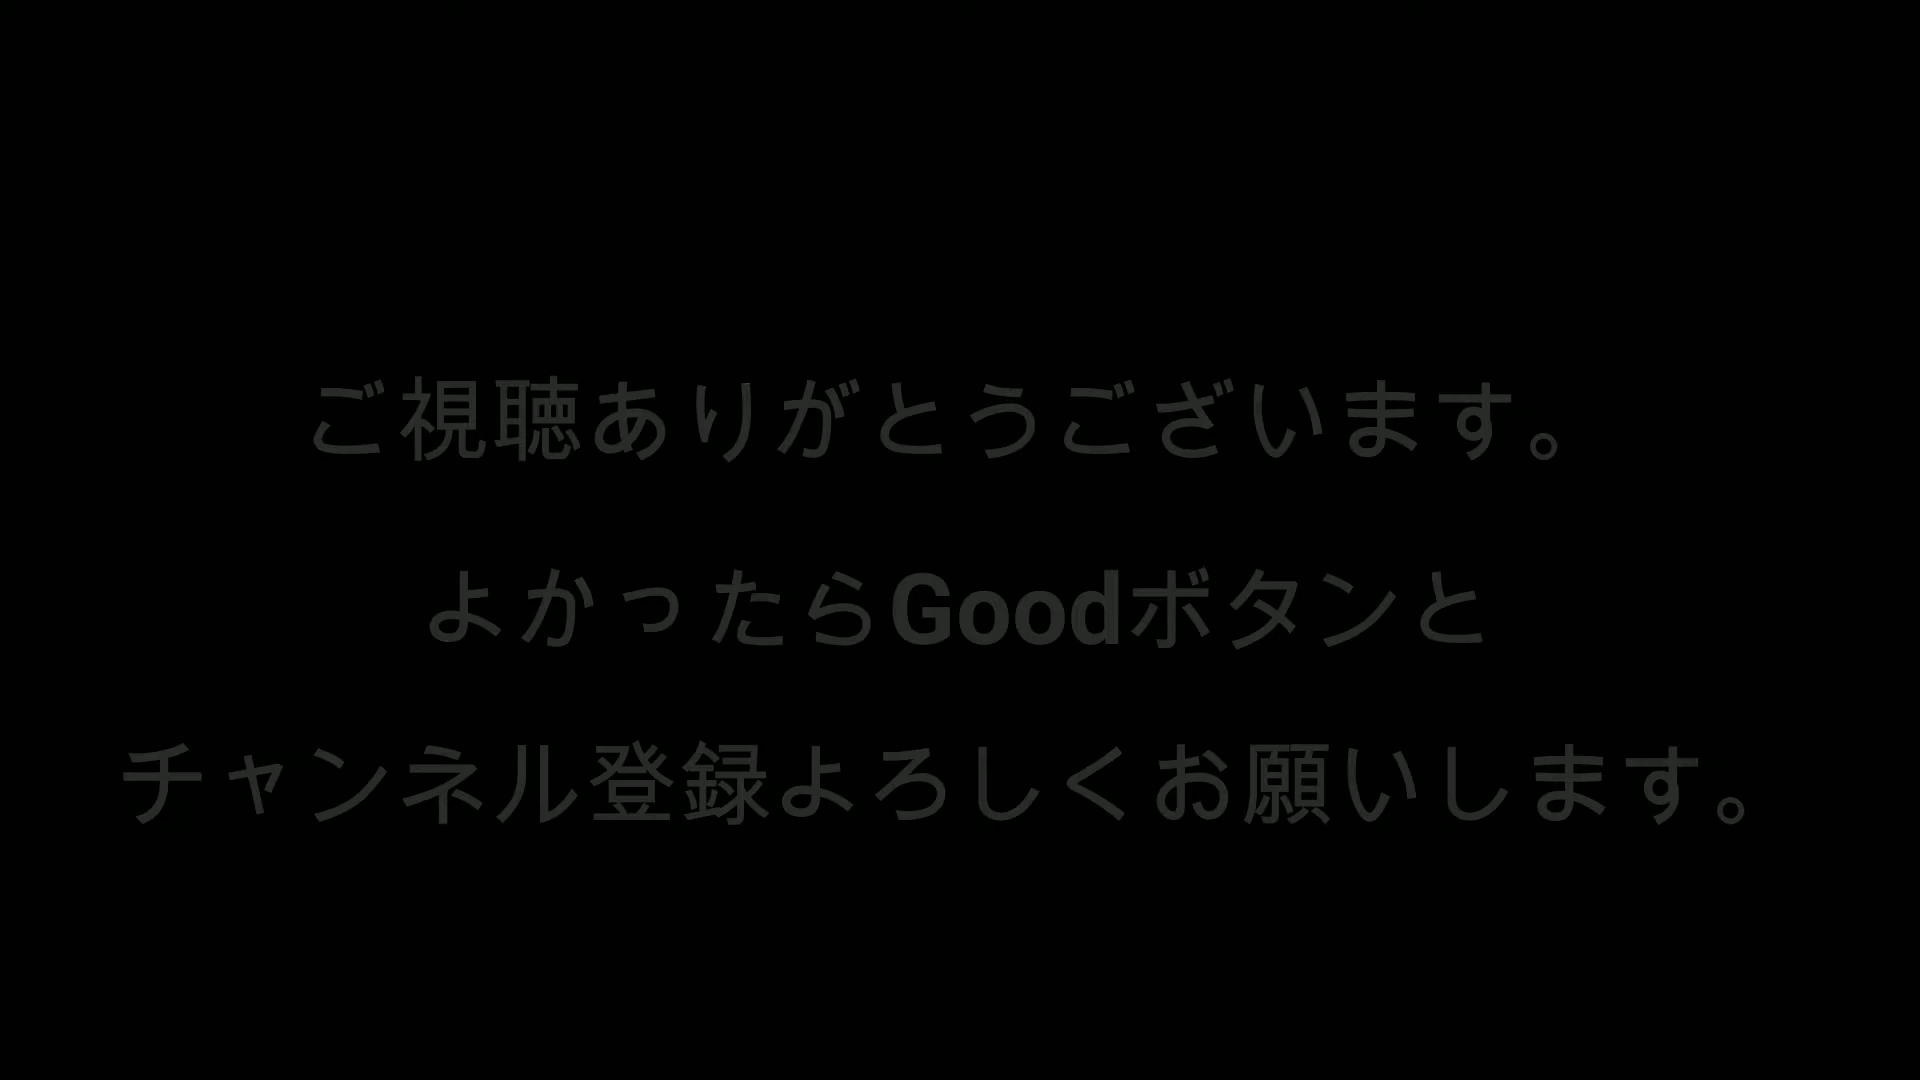 ご視聴ありがとうございます。
よかったらGoodボタンと
チャンネル登録よろしくお願いします。